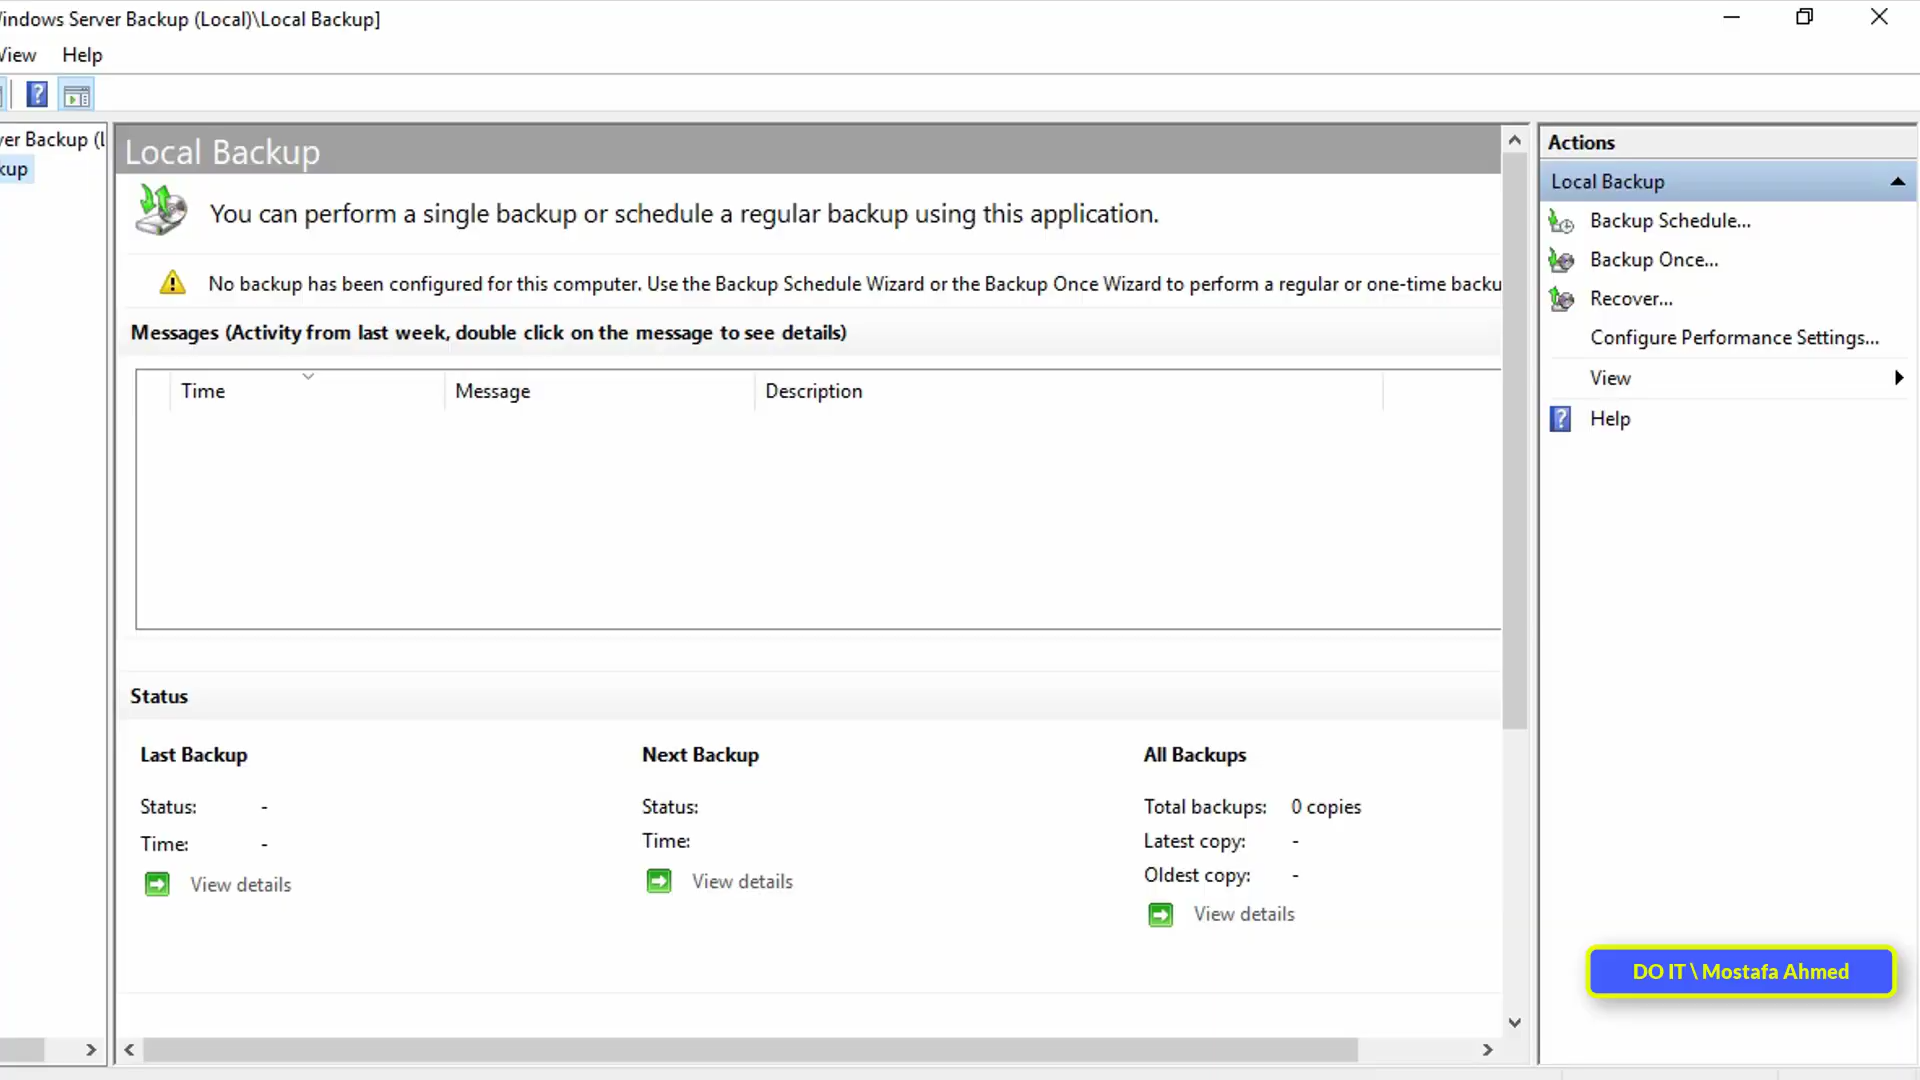 indows Server Backup (Local)\Local Backup]
View Help
ver Backup (L
kup
Local Backup
You can perform a single backup or schedule a regular backup using this application.
No backup has been configured for this computer. Use the Backup Schedule Wizard or the Backup Once Wizard to perform a regular or one-time backu
Messages (Activity from last week, double click on the message to see details)
Time Message Description
Status
Last Backup
Status: -
Time: -
View details
Next Backup
Status:
Time:
View details
All Backups
Total backups: 0 copies
Latest copy: -
Oldest copy: -
View details
Actions
Local Backup
Backup Schedule...
Backup Once...
Recover...
Configure Performance Settings...
View
Help
DO IT \ Mostafa Ahmed